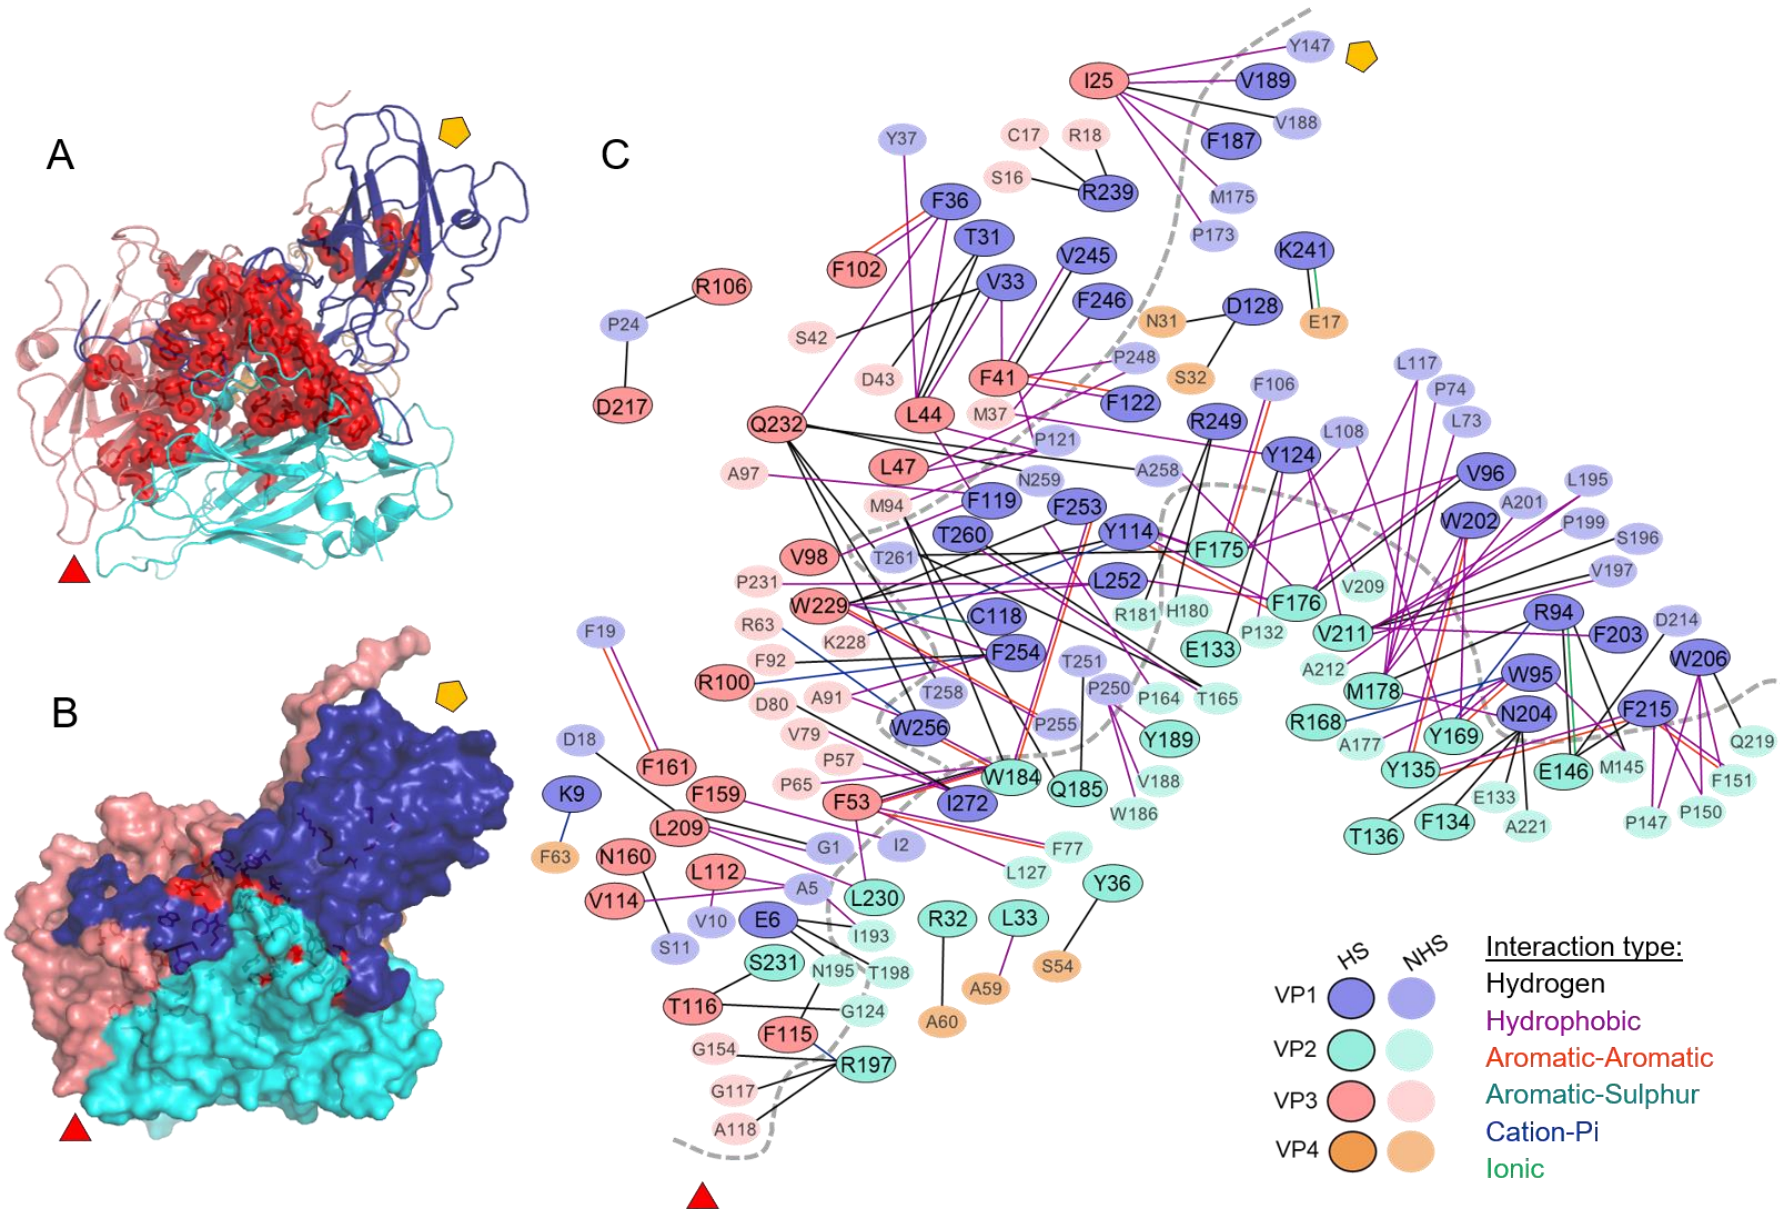 A
B
C
Y147
I25
V189
V188
F187
M175
P173
Y37
C17
R18
S16
R239
F36
T31
V245
K241
F102
V33
R106
F246
D128
N31
E17
P24
S42
P248
D43
F41
S32
L117
F106
D217
F122
P74
Q232
L44
M37
R249
L108
L73
P121
Y124
A97
L47
A258
V96
N259
L195
M94
F119
F253
A201
W202
P199
T260
Y114
V98
T261
F175
S196
P231
L252
V209
V197
W229
R181
H180
F176
R94
R63
C118
P132
V211
F203
D214
F19
K228
E133
F92
F254
T251
A212
W206
R100
T258
P250
P164
T165
M178
W95
D80
A91
W256
P255
R168
N204
F215
V79
Y189
A177
Y169
Q219
D18
P57
Y135
E146
M145
F151
F161
P65
W184
V188
K9
F159
F53
I272
Q185
E133
W186
P147
P150
L209
T136
F134
A221
F63
N160
G1
I2
F77
L112
L127
A5
Y36
V114
L230
V10
E6
R32
L33
S11
I193
S231
N195
T198
S54
T116
A59
G124
F115
A60
G154
R197
G117
A118
HS
NHS
VP1
VP2
VP3
VP4
Interaction type:
Hydrogen
Hydrophobic
Aromatic-Aromatic
Aromatic-Sulphur
Cation-Pi
Ionic